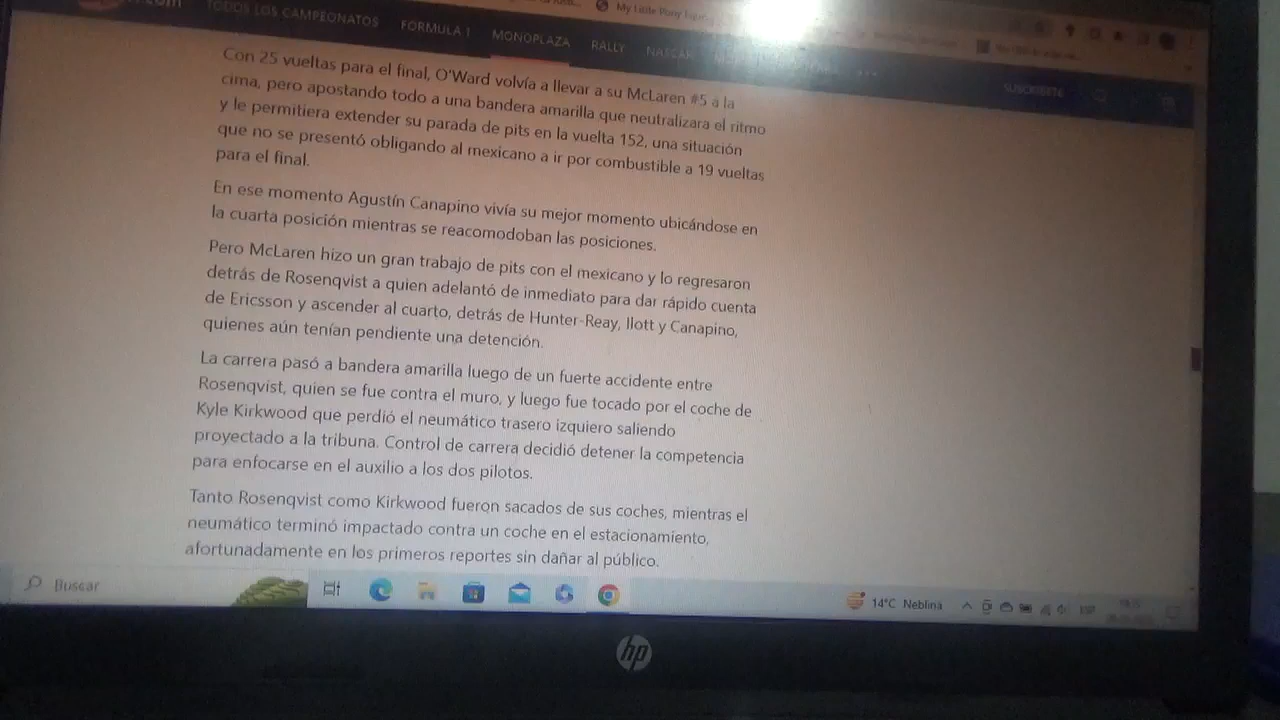 .com
TODOS LOS CAMPEONATOS FÓRMULA 1 MONOPLAZA RALLY NASCAR
My Little Pony
SUSCRÍBETE
Con 25 vueltas para el final, O'Ward volvía a llevar a su McLaren #5 a la
cima, pero apostando todo a una bandera amarilla que neutralizara el ritmo
y le permitiera extender su parada de pits en la vuelta 152, una situación
que no se presentó obligando al mexicano a ir por combustible a 19 vueltas
para el final.
En ese momento Agustín Canapino vivía su mejor momento ubicándose en
la cuarta posición mientras se reacomodoban las posiciones.
Pero McLaren hizo un gran trabajo de pits con el mexicano y lo regresaron
detrás de Rosenqvist a quien adelantó de inmediato para dar rápido cuenta
de Ericsson y ascender al cuarto, detrás de Hunter-Reay, Ilott y Canapino,
quienes aún tenían pendiente una detención.
La carrera pasó a bandera amarilla luego de un fuerte accidente entre
Rosenqvist, quien se fue contra el muro, y luego fue tocado por el coche de
Kyle Kirkwood que perdió el neumático trasero izquiero saliendo
proyectado a la tribuna. Control de carrera decidió detener la competencia
para enfocarse en el auxilio a los dos pilotos.
Tanto Rosenqvist como Kirkwood fueron sacados de sus coches, mientras el
neumático terminó impactado contra un coche en el estacionamiento,
afortunadamente en los primeros reportes sin dañar al público.
Buscar
14°C Neblina
ESP
hp